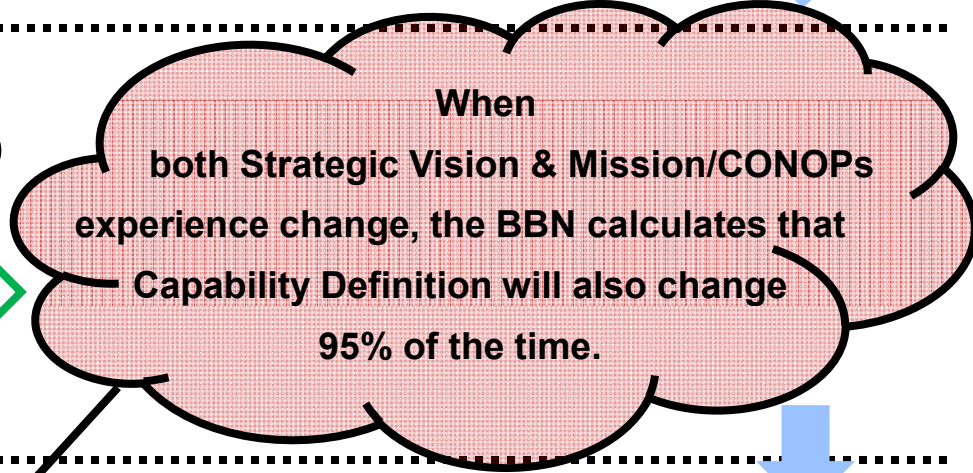 When
both Strategic Vision & Mission/CONOPs
experience change, the BBN calculates that
Capability Definition will also change
95% of the time.